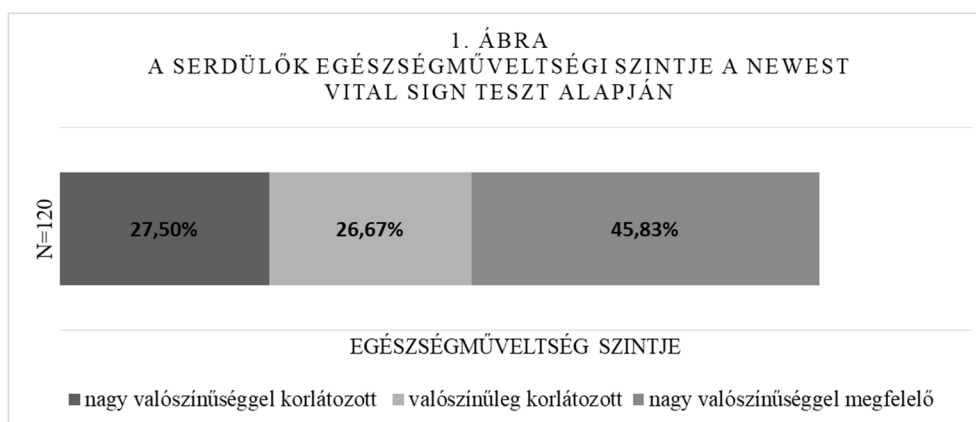 1. ÁBRA
A SERDÜLŐK EGÉSZSÉGMŰVELTSÉGI SZINTJE A NEWEST
VITAL SIGN TESZT ALAPJÁN
N=120
27,50% 26,67% 45,83%
EGÉSZSÉGMŰVELTSÉG SZINTJE
nagy valószínűséggel korlátozott valószínűleg korlátozott nagy valószínűséggel megfelelő